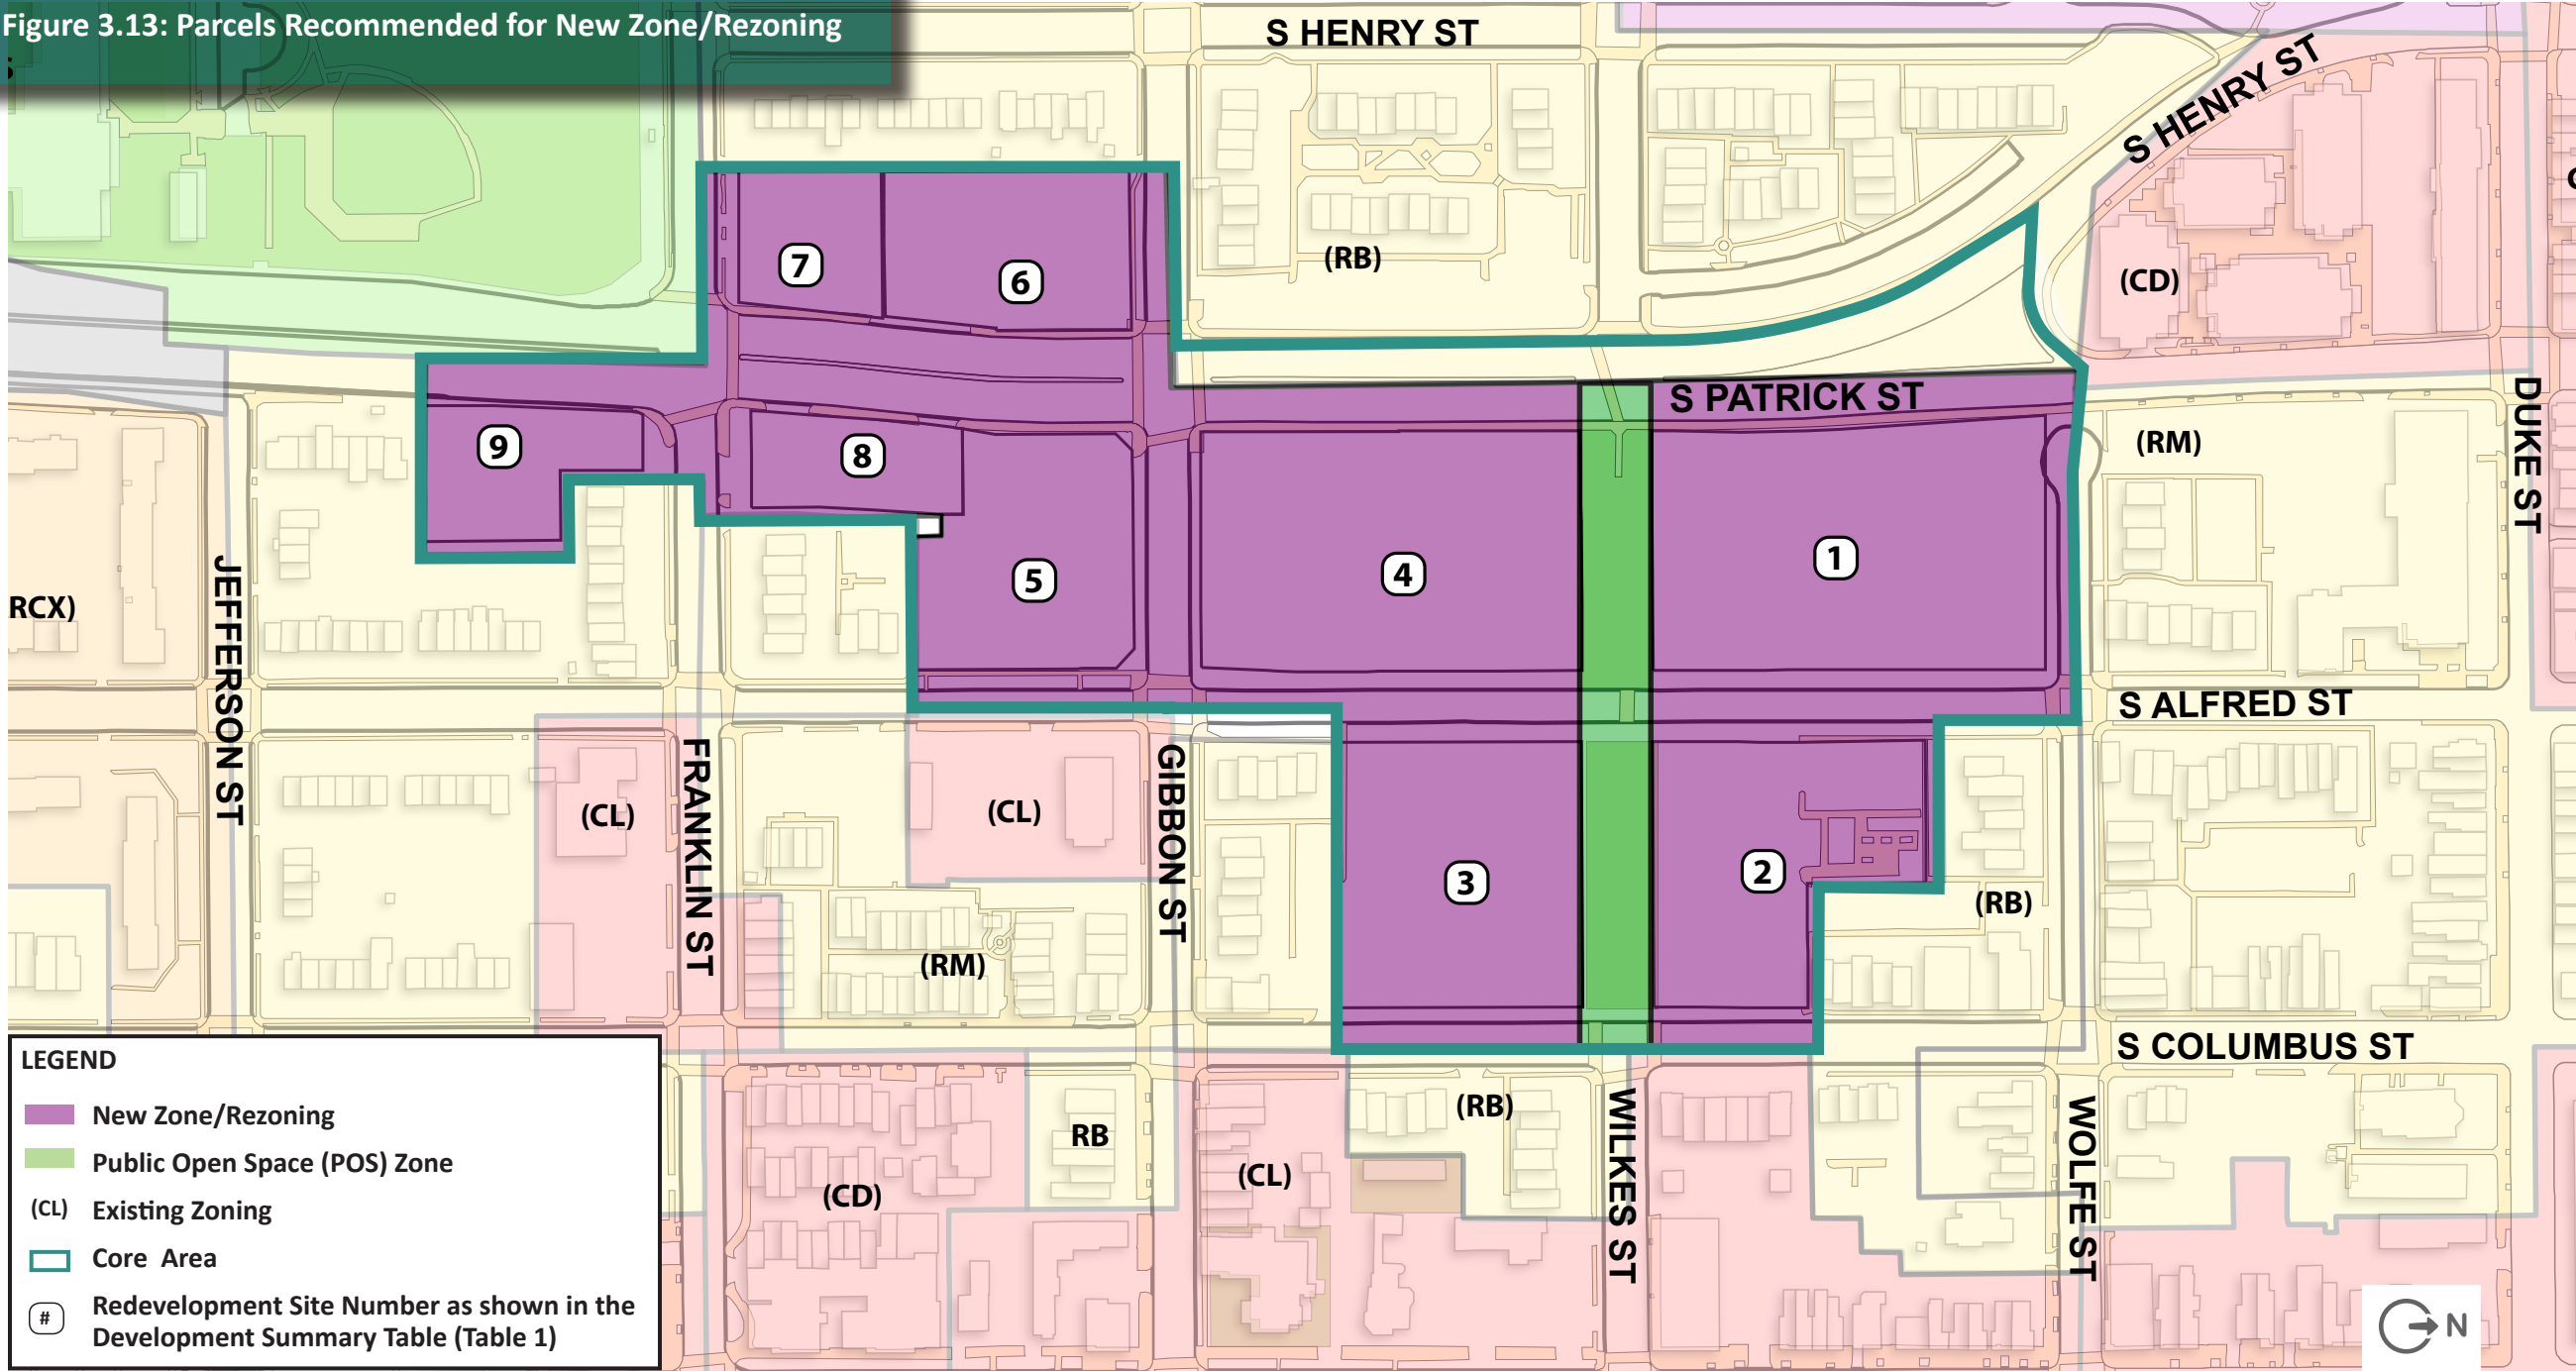 Figure 3.13: Parcels Recommended for New Zone/Rezoning
S HENRY ST
S HENRY ST
(RB)
(CD)
7
6
S PATRICK ST
DUKE ST
9
8
(RM)
5
4
1
JEFFERSON ST
RCX)
S ALFRED ST
FRANKLIN ST
GIBBON ST
(CL)
(CL)
3
2
(RB)
(RM)
S COLUMBUS ST
WILKES ST
WOLFE ST
(RB)
RB
(CL)
(CD)
LEGEND
New Zone/Rezoning
Public Open Space (POS) Zone
(CL) Existing Zoning
Core Area
# Redevelopment Site Number as shown in the
Development Summary Table (Table 1)
N